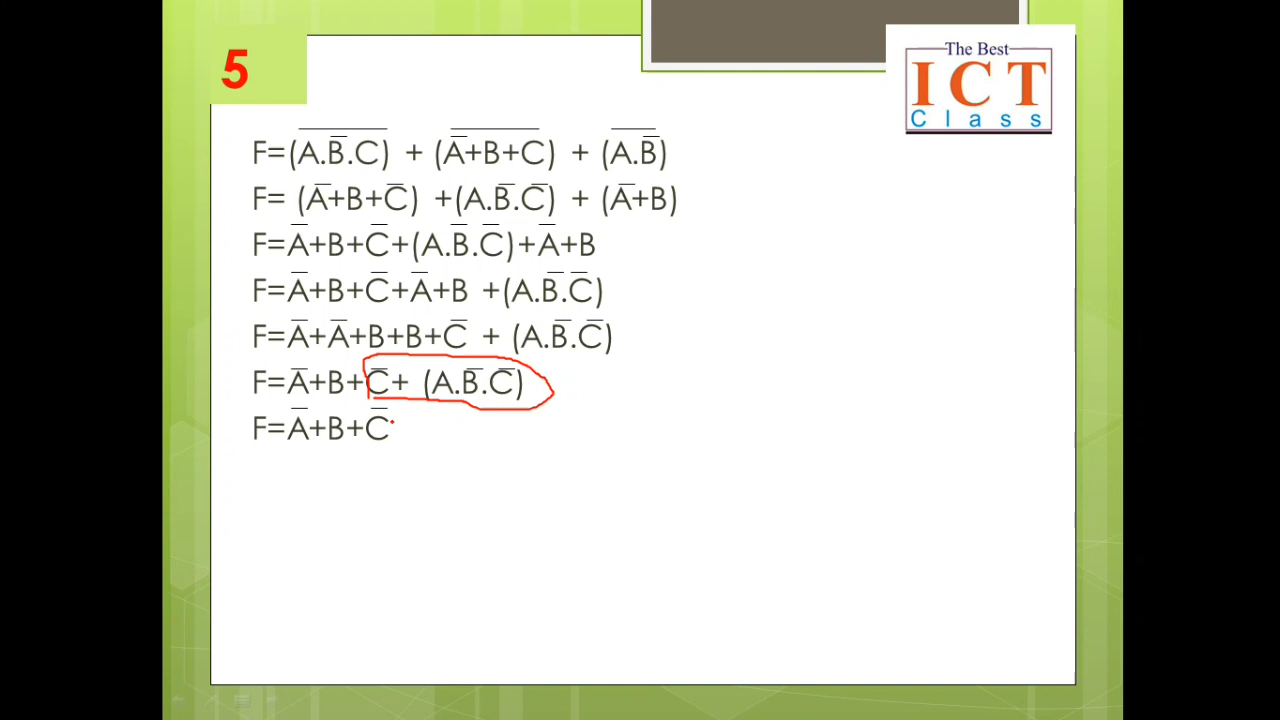 5
The Best
ICT
Class
F=(A̅.̅B̅̅.̅C̅) + (A̅̅+̅B̅+̅C̅) + (A̅.̅B̅̅)
F= (A̅+B+C̅) +(A.B̅.C̅) + (A̅+B)
F=A̅+B+C̅+(A.B̅.C̅)+A̅+B
F=A̅+B+C̅+A̅+B +(A.B̅.C̅)
F=A̅+A̅+B+B+C̅ + (A.B̅.C̅)
F=A̅+B+C̅+ (A.B̅.C̅)
F=A̅+B+C̅